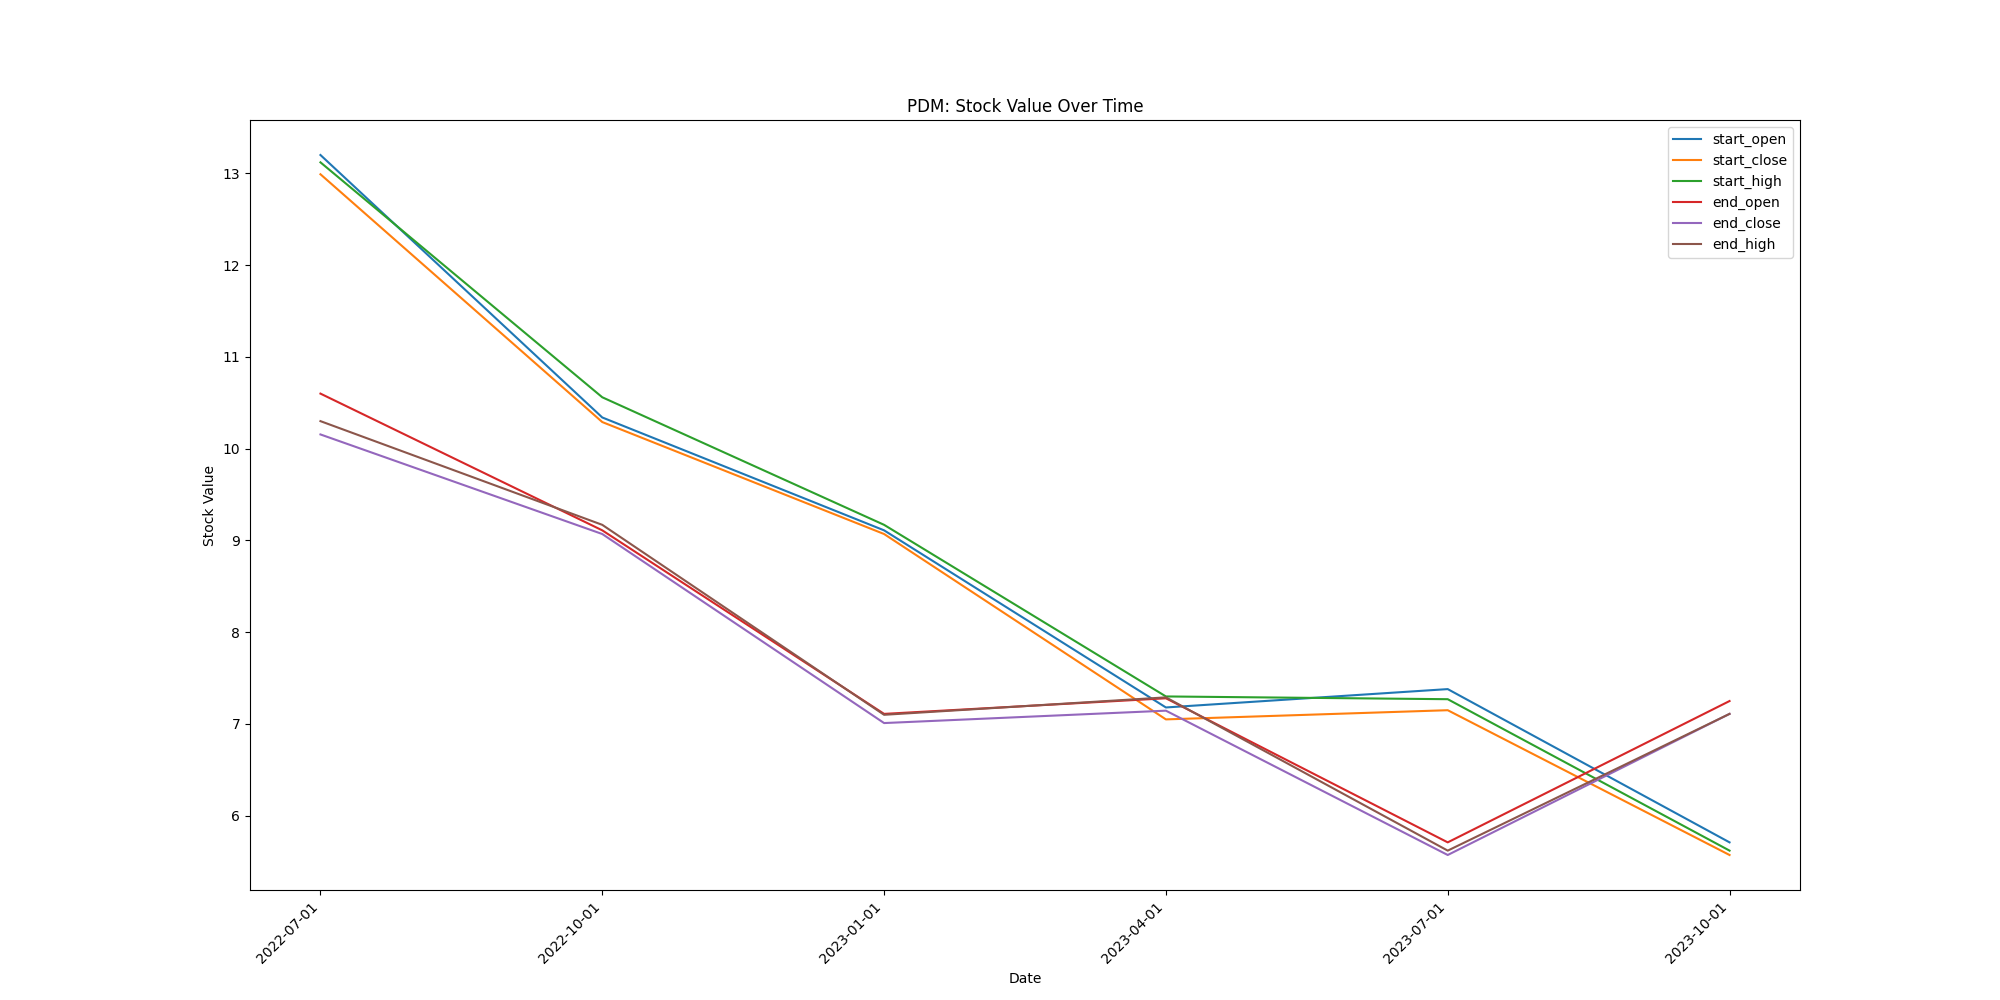 PDM: Stock Value Over Time
start_open
start_close
start_high
end_open
end_close
end_high
Stock Value
13
12
11
10
9
8
7
6
2022-07-01
2022-10-01
2023-01-01
2023-04-01
2023-07-01
2023-10-01
Date